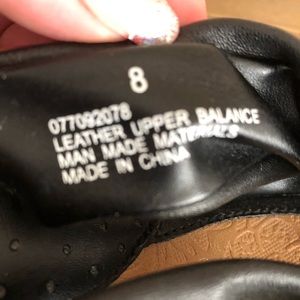 8
077092078
LEATHER UPPER BALANCE
MAN MADE MATERIALS
MADE IN CHINA